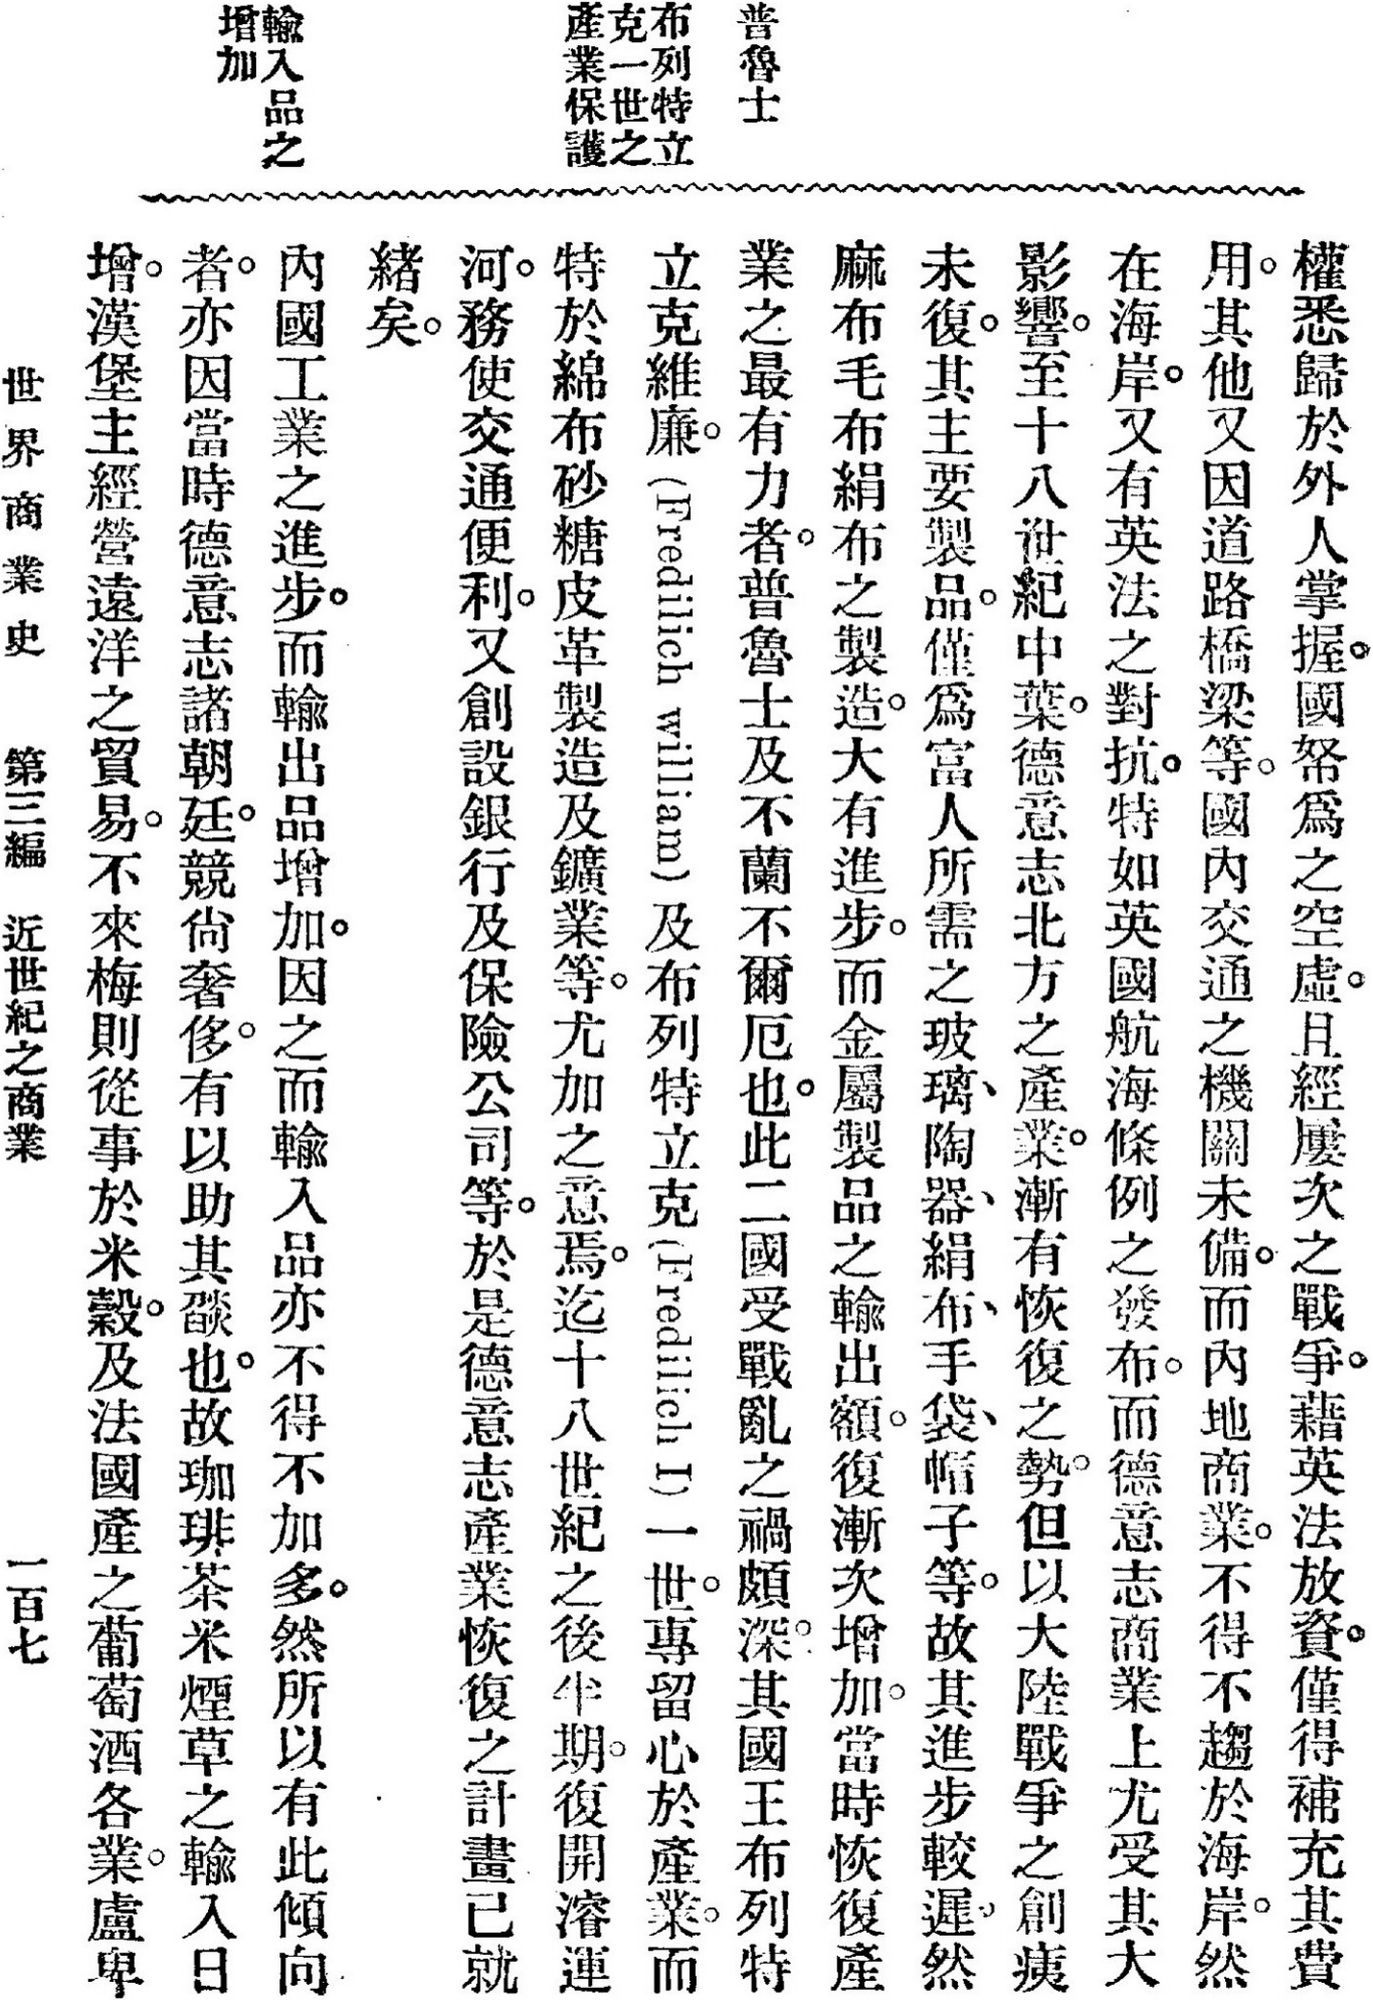 普魯士
布列特立
克一世之
產業保護
輸入品之
增加
權悉歸於外人掌握。國帑爲之空虛。且經屢次之戰爭。藉英法放資。僅得補充其費
用。其他又因道路橋梁等。國內交通之機關未備。而內地商業。不得不趨於海岸。然
在海岸。又有英法之對抗。特如英國航海條例之發布。而德意志商業上尤受其大
影響。至十八世紀中葉。德意志北方之產業。漸有恢復之勢。但以大陸戰爭之創痍
未復。其主要製品。僅爲富人所需之玻璃、陶器、絹布、手袋、帽子等。故其進步較遲。然
麻布毛布絹布之製造。大有進步。而金屬製品之輸出額。復漸次增加。當時恢復產
業之最有力者。普魯士及不蘭不爾厄也。此二國受戰亂之禍頗深。其國王布列特
立克維廉。(Fredilich william)及布列特立克(Fredilich I)一世。專留心於產業。而
特於綿布砂糖皮革製造及鑛業等。尤加之意焉。迄十八世紀之後半期。復開濬運
河。務使交通便利。又創設銀行及保險公司等。於是德意志產業恢復之計畫已就
緒矣。
內國工業之進步。而輸出品增加。因之而輸入品亦不得不加多。然所以有此傾向
者。亦因當時德意志諸朝廷。競尙奢侈。有以助其燄也。故珈琲茶米煙草之輸入日
增。漢堡主經營遠洋之貿易。不來梅則從事於米穀。及法國產之葡萄酒各業。盧卑
世界商業史 第三編 近世紀之商業 一百七